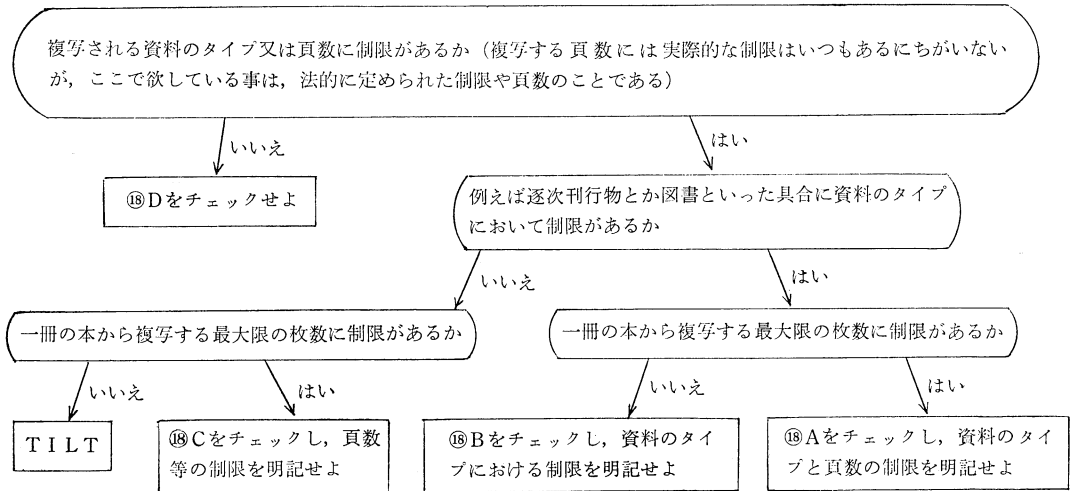 複写される資料のタイプ又は頁数に制限があるか（複写する頁数には実際的な制限はいつもあるにちがいない
が，ここで欲している事は，法的に定められた制限や頁数のことである）
いいえ
はい
⑱Dをチェックせよ
例えば逐次刊行物とか図書といった具合に資料のタイプ
において制限があるか
いいえ
はい
一冊の本から複写する最大限の枚数に制限があるか
一冊の本から複写する最大限の枚数に制限があるか
いいえ
はい
いいえ
はい
TILT
⑱Cをチェックし，頁数
等の制限を明記せよ
⑱Bをチェックし，資料のタイ
プにおける制限を明記せよ
⑱Aをチェックし，資料のタイ
プと頁数の制限を明記せよ